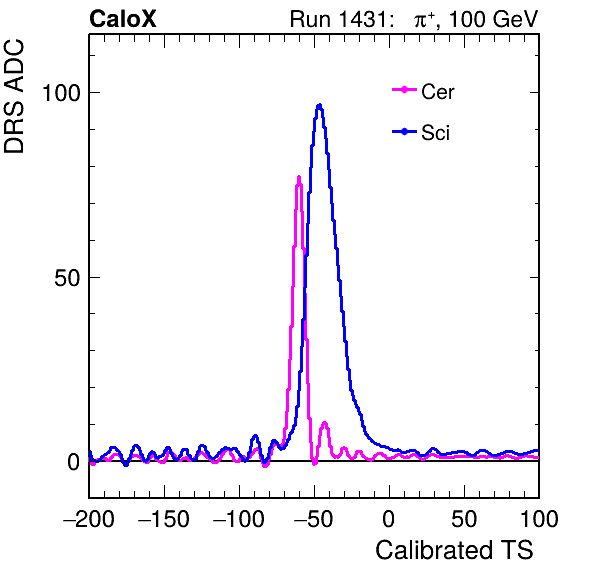 CaloX Run 1431: π⁺, 100 GeV
DRS ADC
Cer
Sci
100
50
0
−200 −150 −100 −50 0 50 100
Calibrated TS